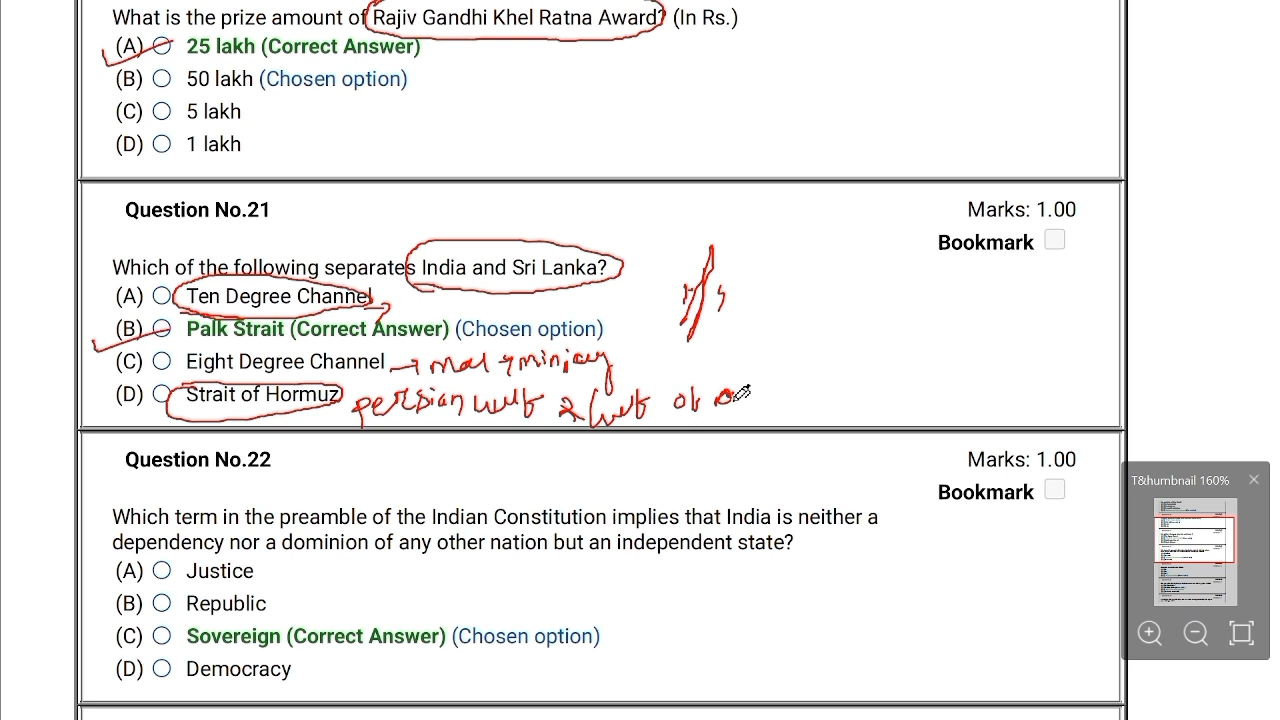 What is the prize amount of Rajiv Gandhi Khel Ratna Award? (In Rs.)
(A) 25 lakh (Correct Answer)
(B) 50 lakh (Chosen option)
(C) 5 lakh
(D) 1 lakh
Question No.21 Marks: 1.00
Bookmark
Which of the following separates India and Sri Lanka?
(A) Ten Degree Channel
(B) Palk Strait (Correct Answer) (Chosen option)
(C) Eight Degree Channel → mal
(D) Strait of Hormuz persian of
Question No.22 Marks: 1.00
Bookmark
Which term in the preamble of the Indian Constitution implies that India is neither a
dependency nor a dominion of any other nation but an independent state?
(A) Justice
(B) Republic
(C) Sovereign (Correct Answer) (Chosen option)
(D) Democracy
T&humbnail 160%